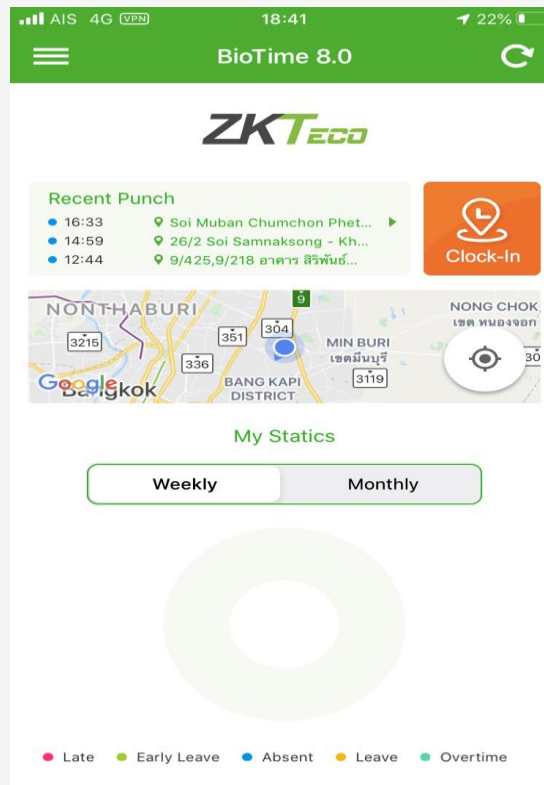 AIS 4G VPN 18:41 22%
BioTime 8.0
ZKTECO
Recent Punch
16:33 Soi Muban Chumchon Phet...
14:59 26/2 Soi Samnaksong - Kh...
12:44 9/425,9/218 อาคาร สิริพันธ์...
Clock-In
NONTHABURI
9
NONG CHOK
เขต หนองจอก
3215
351
304
MIN BURI
เขตมีนบุรี
30
336
3119
Google
Bangkok
BANG KAPI
DISTRICT
My Statics
Weekly Monthly
Late Early Leave Absent Leave Overtime